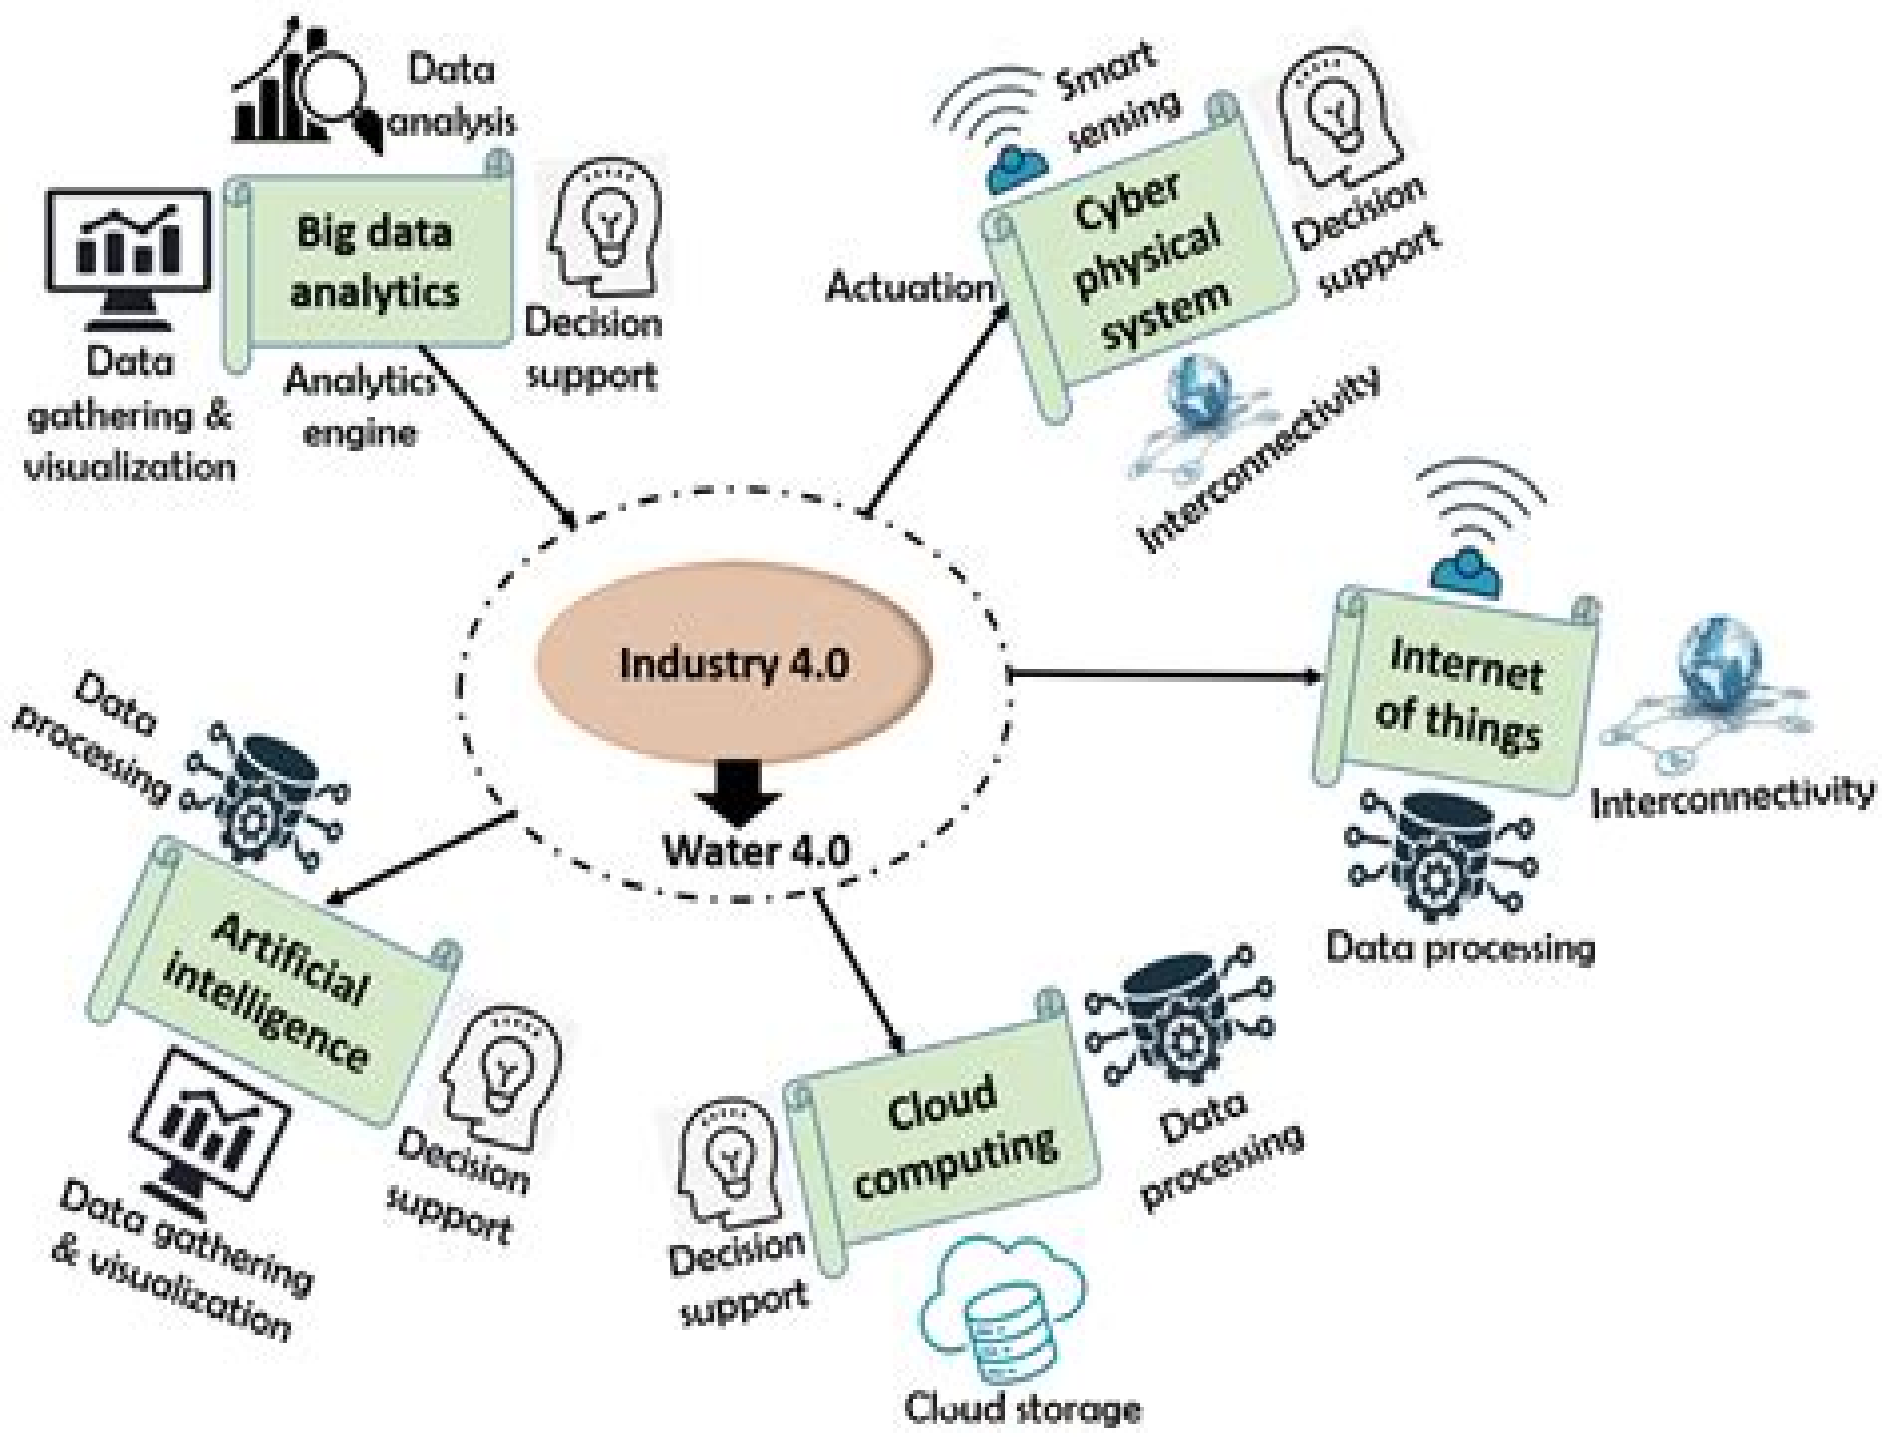 Data
analysis
Big data
analytics
Decision
support
Data
gathering &
visualization
Analytics
engine
Smart
sensing
Cyber
physical
system
Decision
support
Actuation
Interconnectivity
Industry 4.0
Water 4.0
Internet
of things
Interconnectivity
Data processing
Data
processing
Artificial
intelligence
Decision
support
Data gathering
& visualization
Cloud
computing
Data
processing
Decision
support
Cloud storage